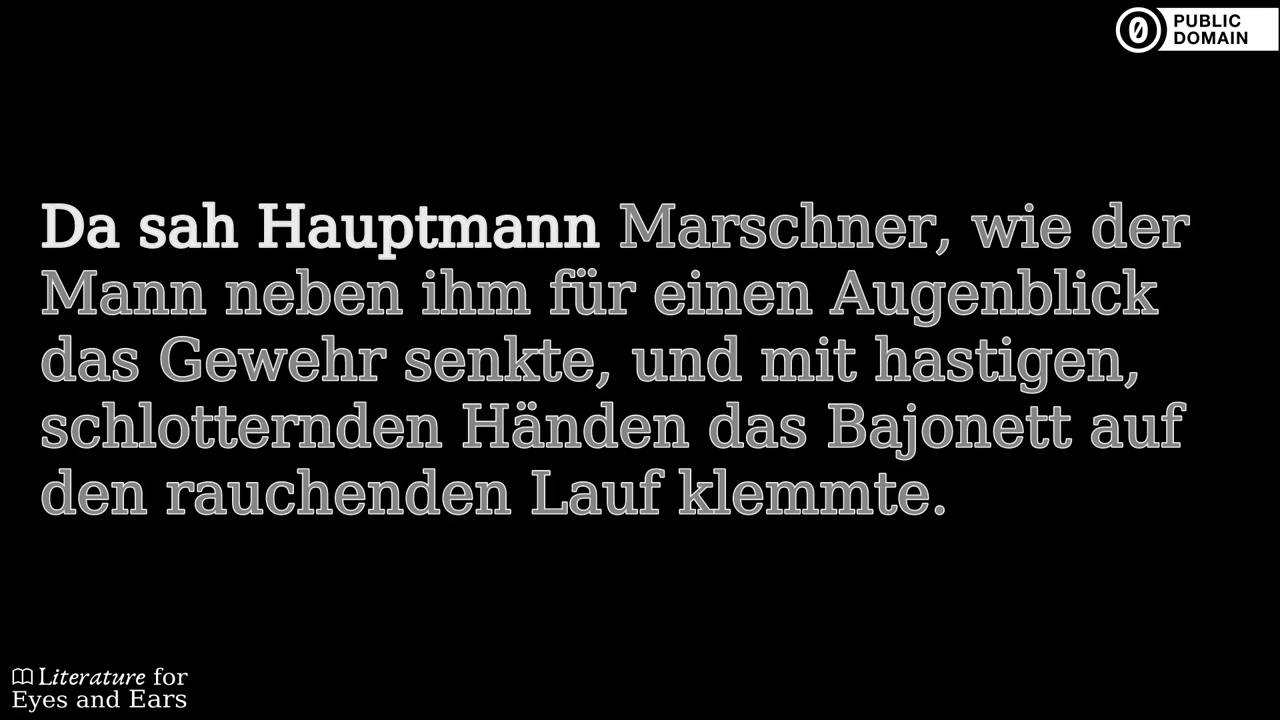 PUBLIC
DOMAIN
Da sah Hauptmann Marschner, wie der
Mann neben ihm für einen Augenblick
das Gewehr senkte, und mit hastigen,
schlotternden Händen das Bajonett auf
den rauchenden Lauf klemmte.
Literature for
Eyes and Ears